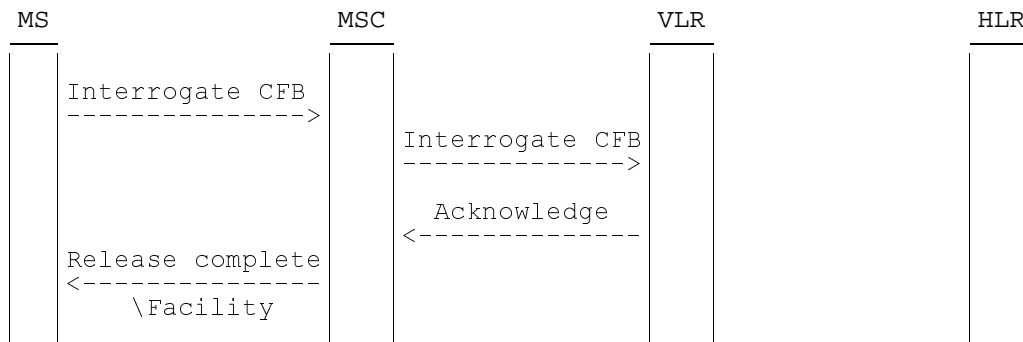 MS MSC VLR HLR
Interrogate CFB
--------------->
Interrogate CFB
-------------->
Acknowledge
<--------------
Release complete
<---------------
\Facility